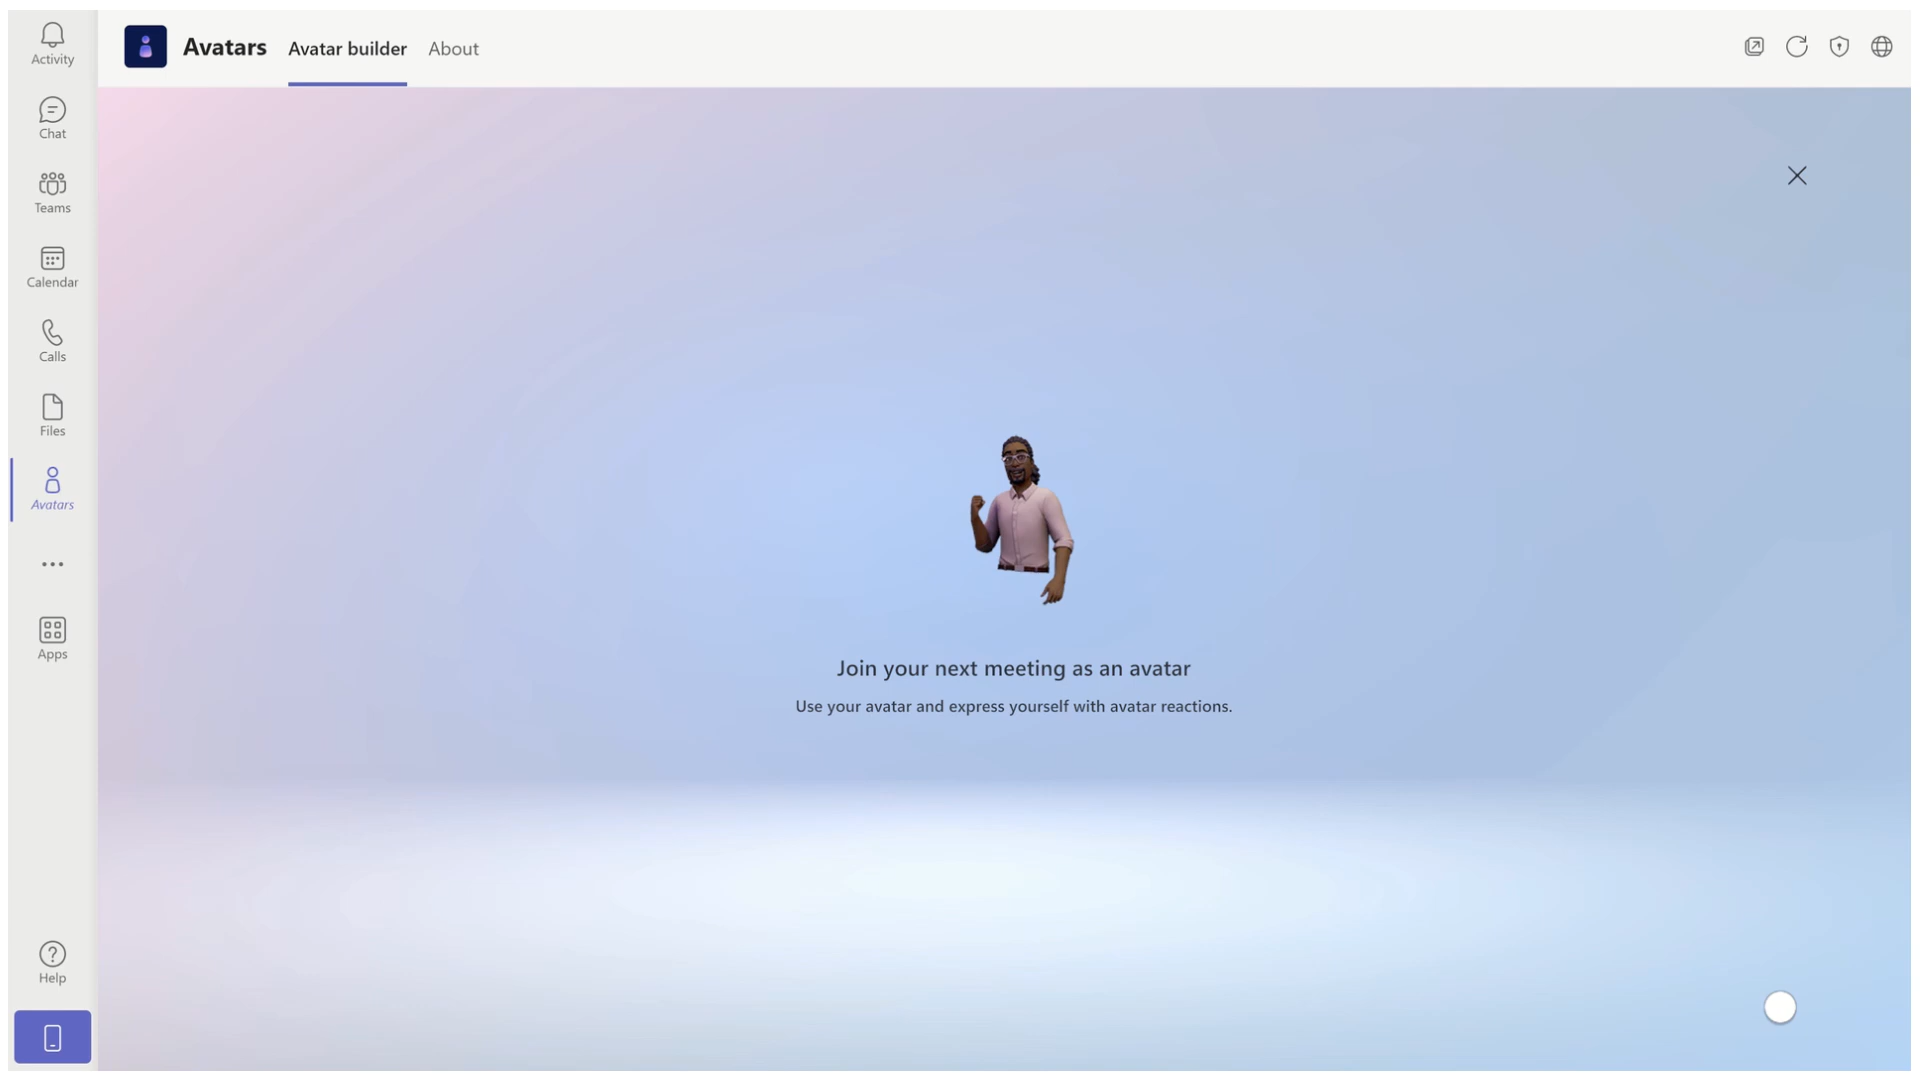 Activity
Chat
Teams
Calendar
Calls
Files
Avatars
Apps
Help
Avatars
Avatar builder
About
Join your next meeting as an avatar
Use your avatar and express yourself with avatar reactions.